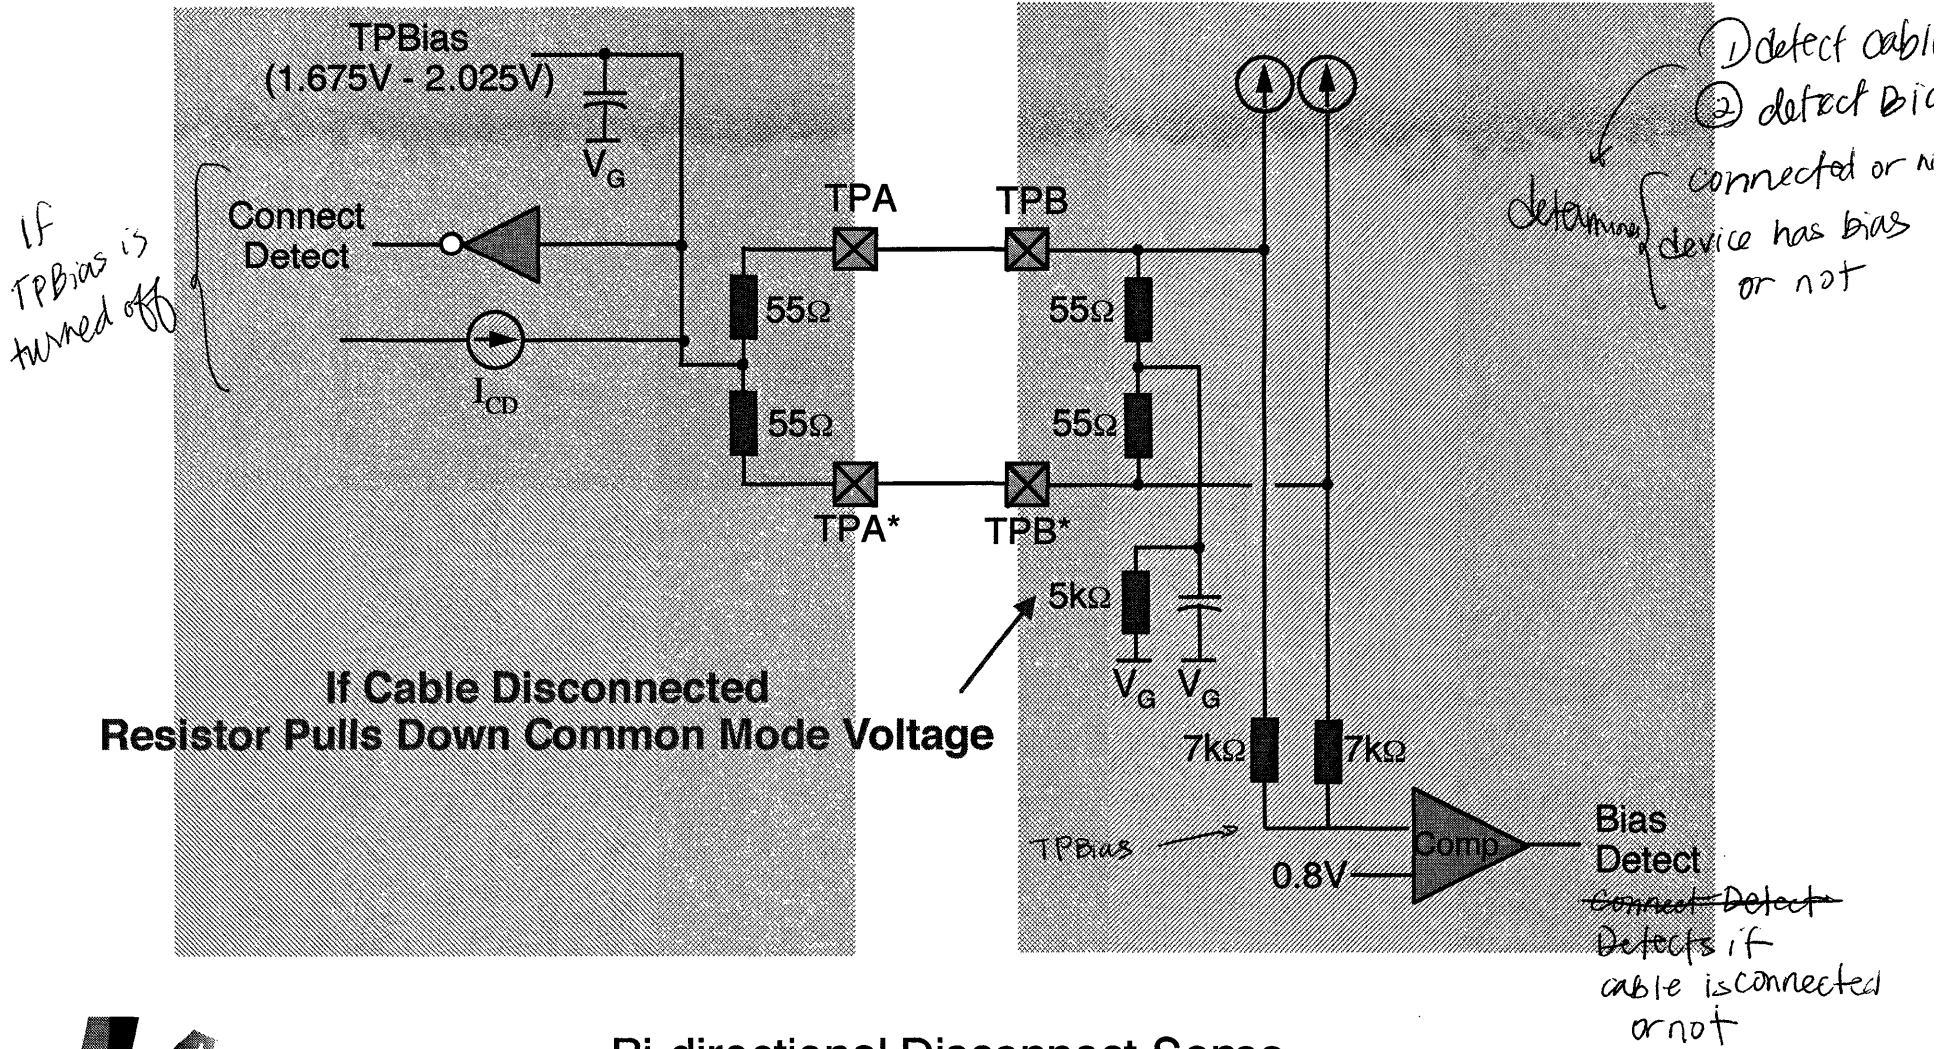 TPBias
(1.675V - 2.025V)
V_G
Connect
Detect
I_CD
If
TPBias is
turned off
TPA
TPB
55Ω
55Ω
55Ω
55Ω
TPA*
TPB*
5kΩ
V_G
V_G
If Cable Disconnected
Resistor Pulls Down Common Mode Voltage
7kΩ
7kΩ
TPBias
0.8V
Comp
Bias
Detect
Connect Detect
Detects if
cable is connected
or not
① detect
② detect
connected or
determines
device has bias
or not
Bi-directional Disconnect Sense